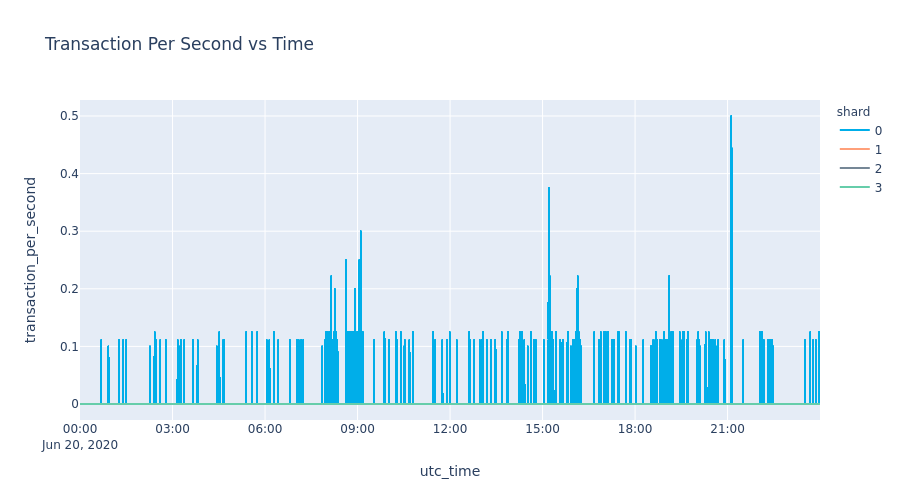 Transaction Per Second vs Time
shard
0
1
2
3
transaction_per_second
0.5
0.4
0.3
0.2
0.1
0
00:00 03:00 06:00 09:00 12:00 15:00 18:00 21:00
Jun 20, 2020
utc_time